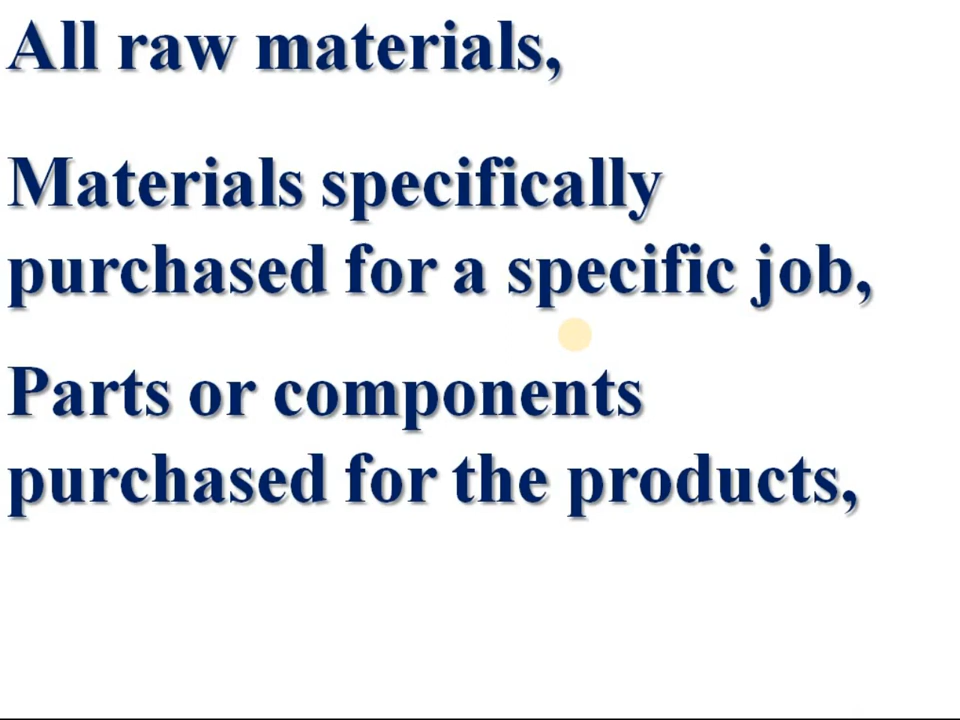 All raw materials,
Materials specifically
purchased for a specific job,
Parts or components
purchased for the products,